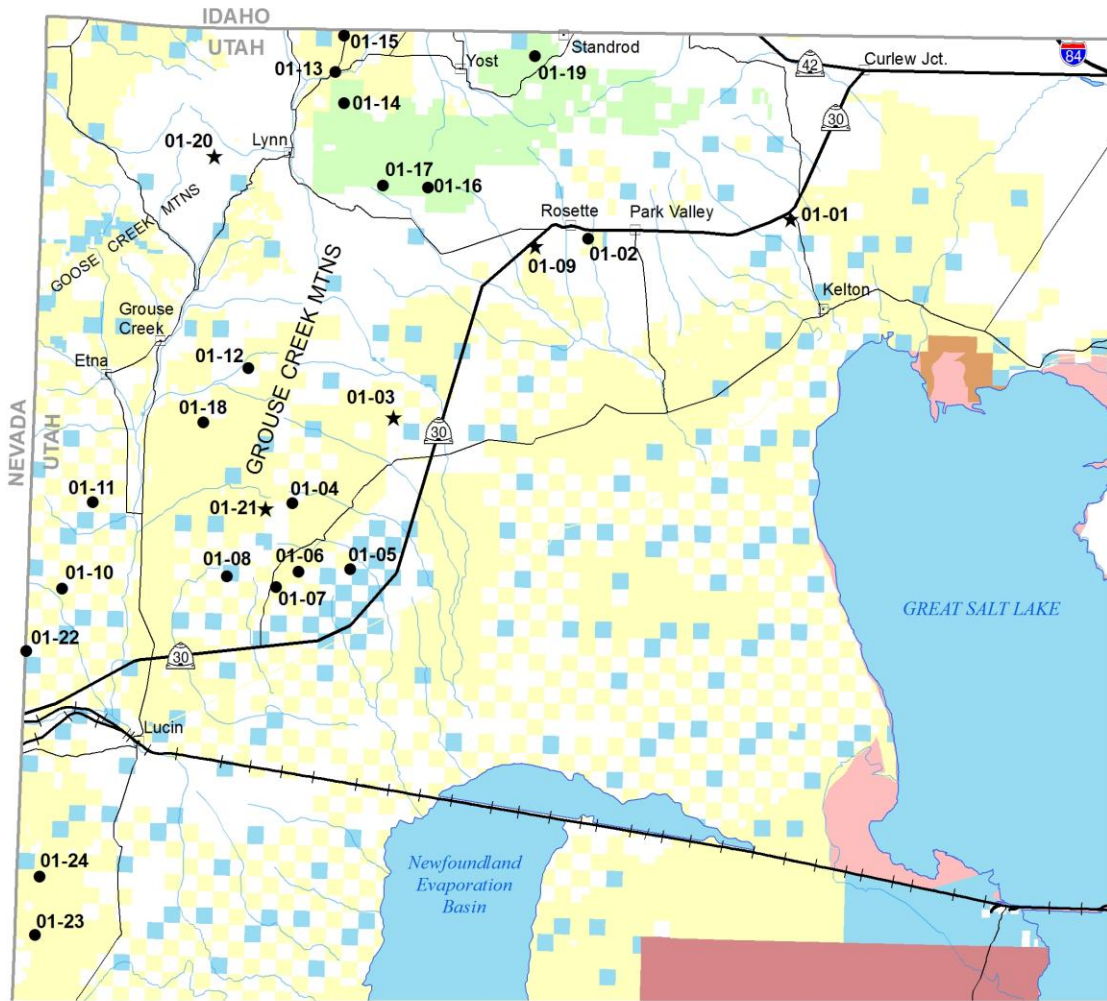 IDAHO
UTAH
01-15
Standrod
84
01-13
Yost
01-19
42
Curlew Jct.
01-14
30
01-20
Lynn
01-17
01-16
GOOSE CREEK MTNS
Rosette
Park Valley
01-01
01-09
01-02
GROUSE CREEK MTNS
Kelton
Grouse
Creek
Etna
01-12
01-03
01-18
30
NEVADA
UTAH
01-11
01-21
01-04
01-08
01-06
01-05
01-10
01-07
GREAT SALT LAKE
01-22
30
Lucin
01-24
Newfoundland
Evaporation
Basin
01-23